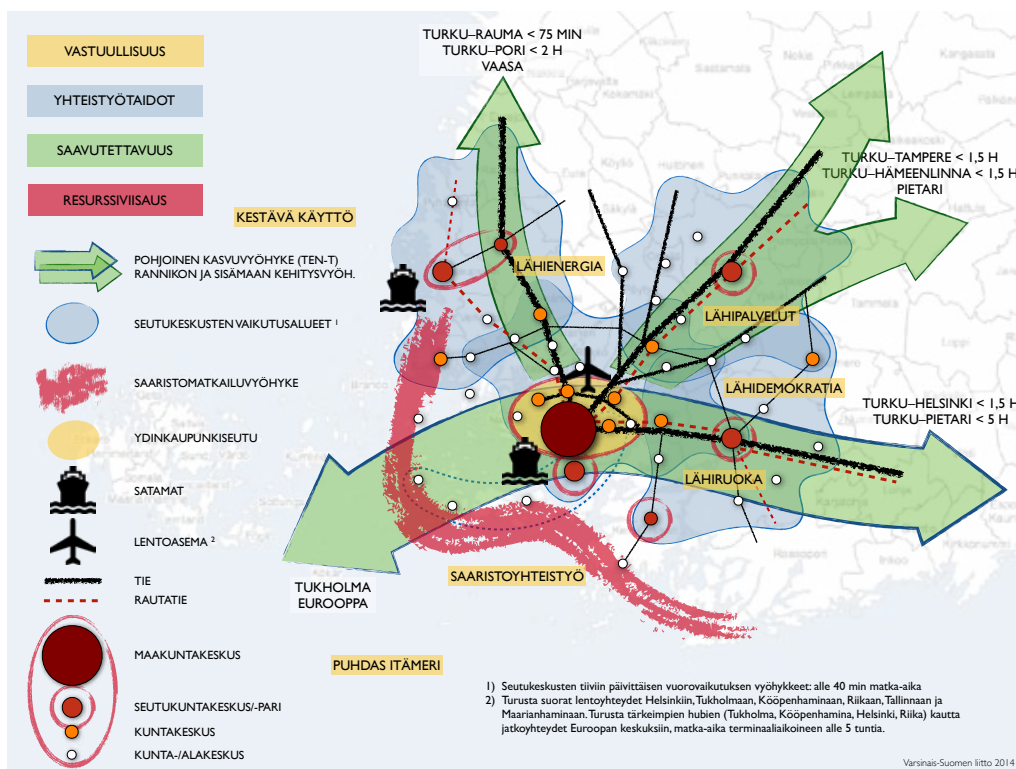 VASTUULLISUUS
YHTEISTYÖTAIDOT
SAAVUTETTAVUUS
RESURSSIVIISAUS
KESTÄVÄ KÄYTTÖ
POHJOINEN KASVUVYÖHYKE (TEN-T)
RANNIKON JA SISÄMAAN KEHITYSVYÖH.
SEUTUKESKUSTEN VAIKUTUSALUEET 1
SAARISTOMATKAILUVYÖHYKE
YDINKAUPUNKISEUTU
SATAMAT
LENTOASEMA 2
TIE
RAUTATIE
MAAKUNTAKESKUS
SEUTUKUNTAKESKUS/-PARI
KUNTAKESKUS
KUNTA-/ALAKESKUS
TURKU–RAUMA < 75 MIN
TURKU–PORI < 2 H
VAASA
TURKU–TAMPERE < 1,5 H
TURKU–HÄMEENLINNA < 1,5 H
PIETARI
LÄHIENERGIA
LÄHIPALVELUT
LÄHIDEMOKRATIA
TURKU–HELSINKI < 1,5 H
TURKU–PIETARI < 5 H
LÄHIRUOKA
SAARISTOYHTEISTYÖ
TUKHOLMA
EUROOPPA
PUHDAS ITÄMERI
1) Seutukeskusten tiiviin päivittäisen vuorovaikutuksen vyöhykkeet: alle 40 min matka-aika
2) Turusta suorat lentoyhteydet Helsinkiin, Tukholmaan, Kööpenhaminaan, Riikaan, Tallinnaan ja
Maarianhaminaan. Turusta tärkeimpien hubien (Tukholma, Kööpenhamina, Helsinki, Riika) kautta
jatkoyhteydet Euroopan keskuksiin, matka-aika terminaaliaikoineen alle 5 tuntia.
Varsinais-Suomen liitto 2014